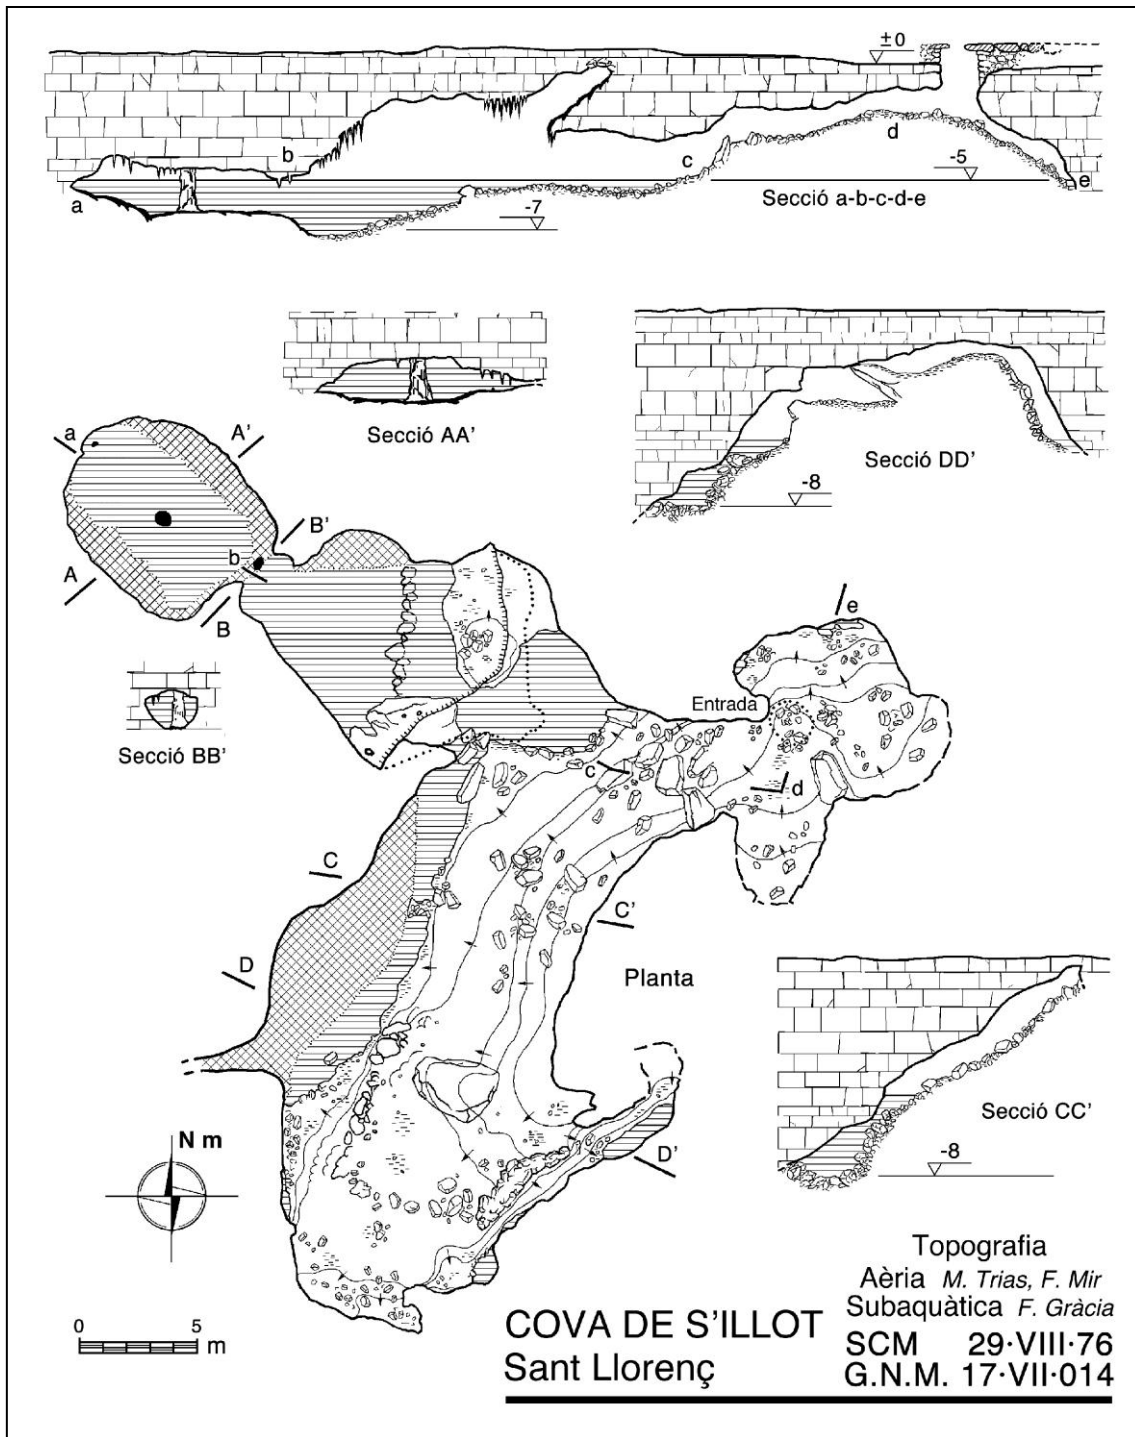 ±0
b
c
d
-5
a
e
-7
Secció a-b-c-d-e
Secció AA'
Secció DD'
-8
a
A'
B'
b
A
B
e
Entrada
Secció BB'
c
d
C
C'
D
Planta
Secció CC'
-8
D'
N m
0 5
m
Topografia
Aèria M. Trias, F. Mir
Subaquàtica F. Gràcia
COVA DE S'ILLOT
Sant Llorenç
SCM 29·VIII·76
G.N.M. 17·VII·014